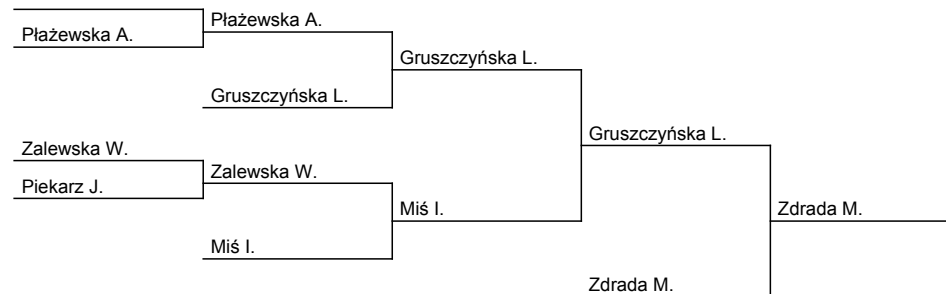 Płażewska A.
Płażewska A.
Gruszczyńska L.
Gruszczyńska L.
Zalewska W.
Gruszczyńska L.
Piekarz J.
Zalewska W.
Miś I.
Zdrada M.
Miś I.
Zdrada M.